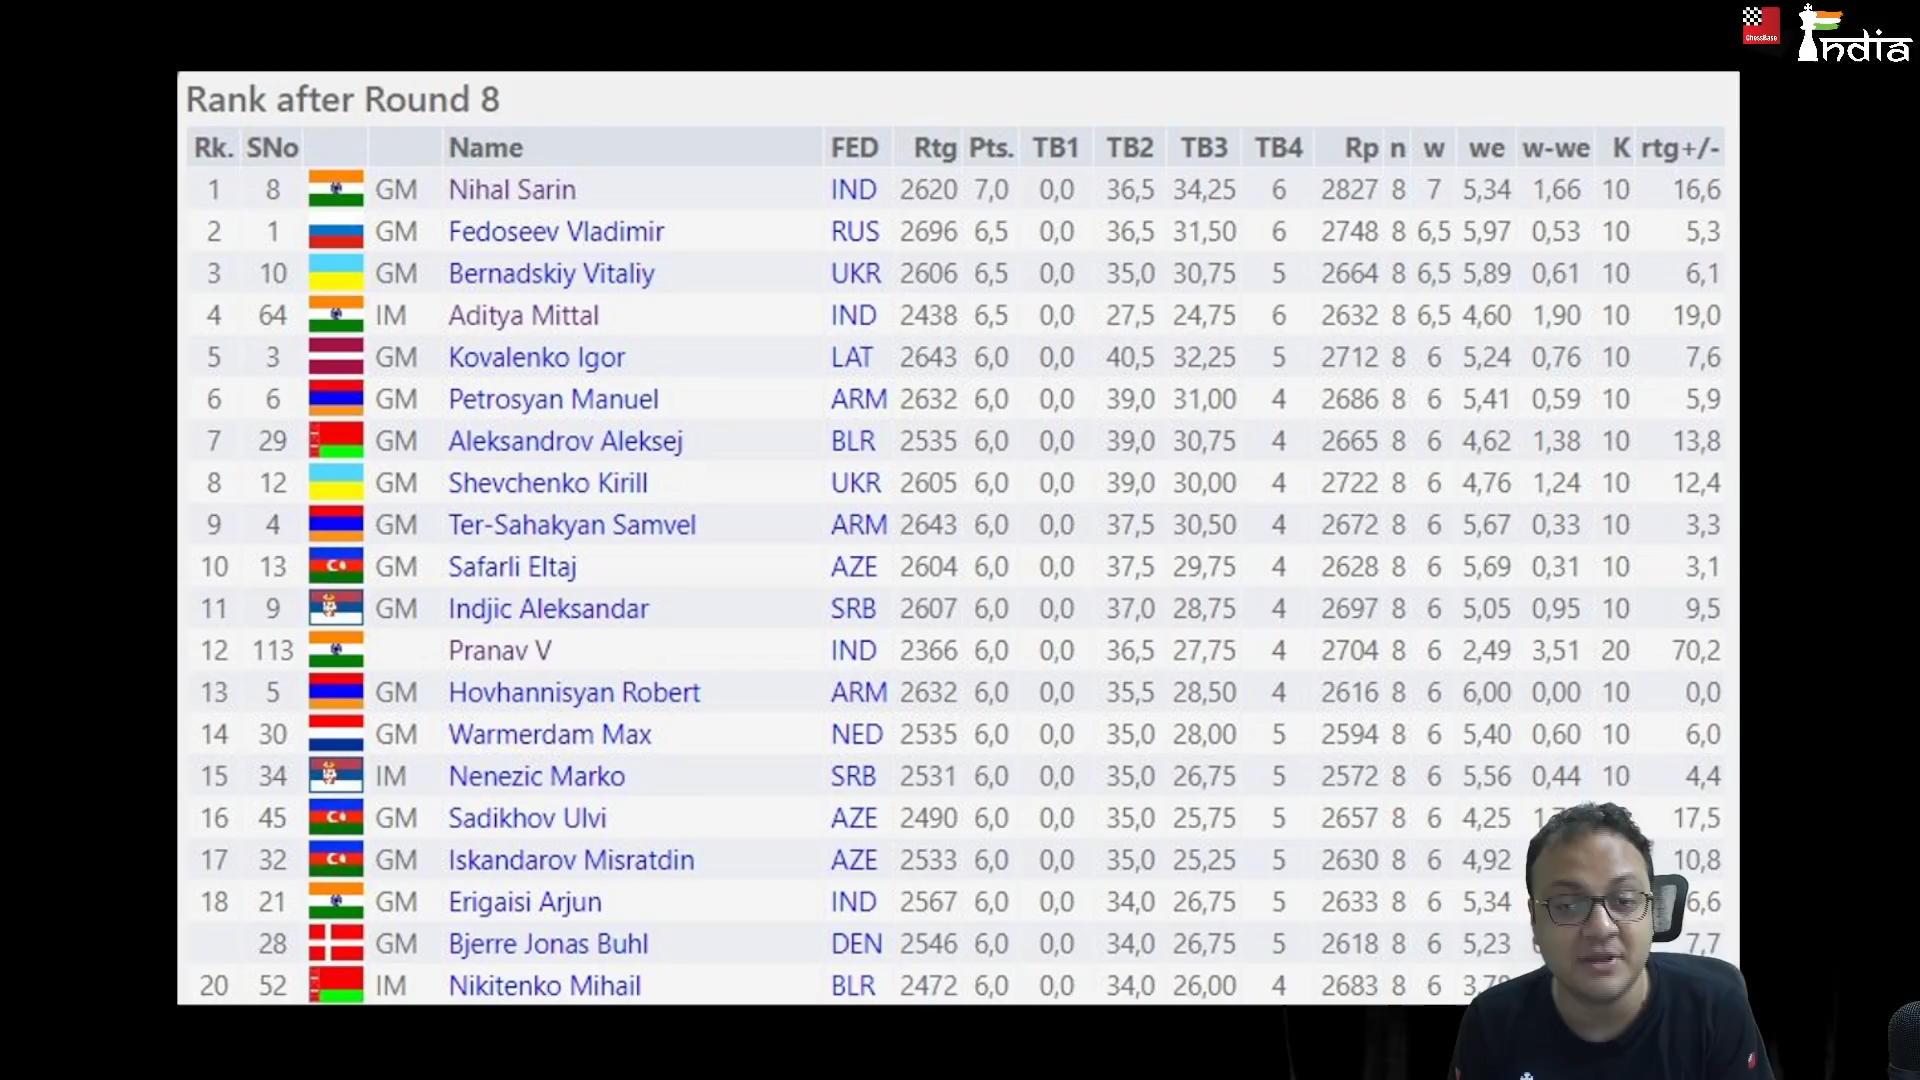 ChessBase
India
Rank after Round 8
Rk. SNo Name FED Rtg Pts. TB1 TB2 TB3 TB4 Rp n w we w-we K rtg+/-
1 8 GM Nihal Sarin IND 2620 7,0 0,0 36,5 34,25 6 2827 8 7 5,34 1,66 10 16,6
2 1 GM Fedoseev Vladimir RUS 2696 6,5 0,0 36,5 31,50 6 2748 8 6,5 5,97 0,53 10 5,3
3 10 GM Bernadskiy Vitaliy UKR 2606 6,5 0,0 35,0 30,75 5 2664 8 6,5 5,89 0,61 10 6,1
4 64 IM Aditya Mittal IND 2438 6,5 0,0 27,5 24,75 6 2632 8 6,5 4,60 1,90 10 19,0
5 3 GM Kovalenko Igor LAT 2643 6,0 0,0 40,5 32,25 5 2712 8 6 5,24 0,76 10 7,6
6 6 GM Petrosyan Manuel ARM 2632 6,0 0,0 39,0 31,00 4 2686 8 6 5,41 0,59 10 5,9
7 29 GM Aleksandrov Aleksej BLR 2535 6,0 0,0 39,0 30,75 4 2665 8 6 4,62 1,38 10 13,8
8 12 GM Shevchenko Kirill UKR 2605 6,0 0,0 39,0 30,00 4 2722 8 6 4,76 1,24 10 12,4
9 4 GM Ter-Sahakyan Samvel ARM 2643 6,0 0,0 37,5 30,50 4 2672 8 6 5,67 0,33 10 3,3
10 13 GM Safarli Eltaj AZE 2604 6,0 0,0 37,5 29,75 4 2628 8 6 5,69 0,31 10 3,1
11 9 GM Indjic Aleksandar SRB 2607 6,0 0,0 37,0 28,75 4 2697 8 6 5,05 0,95 10 9,5
12 113 Pranav V IND 2366 6,0 0,0 36,5 27,75 4 2704 8 6 2,49 3,51 20 70,2
13 5 GM Hovhannisyan Robert ARM 2632 6,0 0,0 35,5 28,50 4 2616 8 6 6,00 0,00 10 0,0
14 30 GM Warmerdam Max NED 2535 6,0 0,0 35,0 28,00 5 2594 8 6 5,40 0,60 10 6,0
15 34 IM Nenezic Marko SRB 2531 6,0 0,0 35,0 26,75 5 2572 8 6 5,56 0,44 10 4,4
16 45 GM Sadikhov Ulvi AZE 2490 6,0 0,0 35,0 25,75 5 2657 8 6 4,25 17,5
17 32 GM Iskandarov Misratdin AZE 2533 6,0 0,0 35,0 25,25 5 2630 8 6 4,92 10,8
18 21 GM Erigaisi Arjun IND 2567 6,0 0,0 34,0 26,75 5 2633 8 6 5,34 6,6
28 GM Bjerre Jonas Buhl DEN 2546 6,0 0,0 34,0 26,75 5 2618 8 6 5,23 7,7
20 52 IM Nikitenko Mihail BLR 2472 6,0 0,0 34,0 26,00 4 2683 8 6